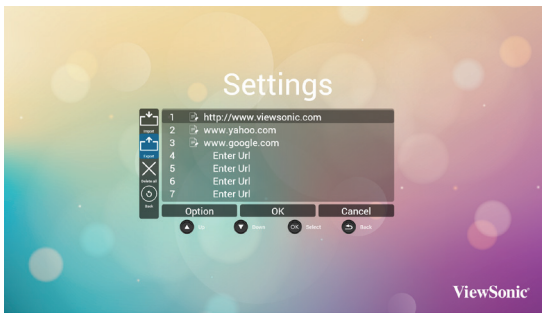 Settings
Import
Export
Delete all
Back
1 http://www.viewsonic.com
2 www.yahoo.com
3 www.google.com
4 Enter Url
5 Enter Url
6 Enter Url
7 Enter Url
Option OK Cancel
Up Down OK Select Back
ViewSonic